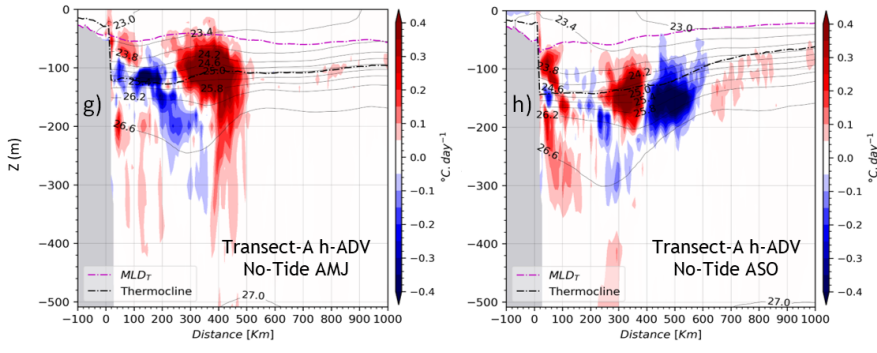 g)
Z (m)
0
−100
−200
−300
−400
−500
23.0
23.4
23.8
24.2
24.6
25.0
25.8
26.2
26.6
27.0
Transect-A h-ADV
No-Tide AMJ
MLD_T
Thermocline
−100 0 100 200 300 400 500 600 700 800 900 1000
Distance [Km]
0.4
0.3
0.2
0.1
0.0
−0.1
−0.2
−0.3
−0.4
°C.day⁻¹
h)
0
−100
−200
−300
−400
−500
23.4
23.0
23.8
24.2
24.6
26.2
26.6
27.0
Transect-A h-ADV
No-Tide ASO
MLD_T
Thermocline
−100 0 100 200 300 400 500 600 700 800 900 1000
Distance [Km]
0.4
0.3
0.2
0.1
0.0
−0.1
−0.2
−0.3
−0.4
°C.day⁻¹